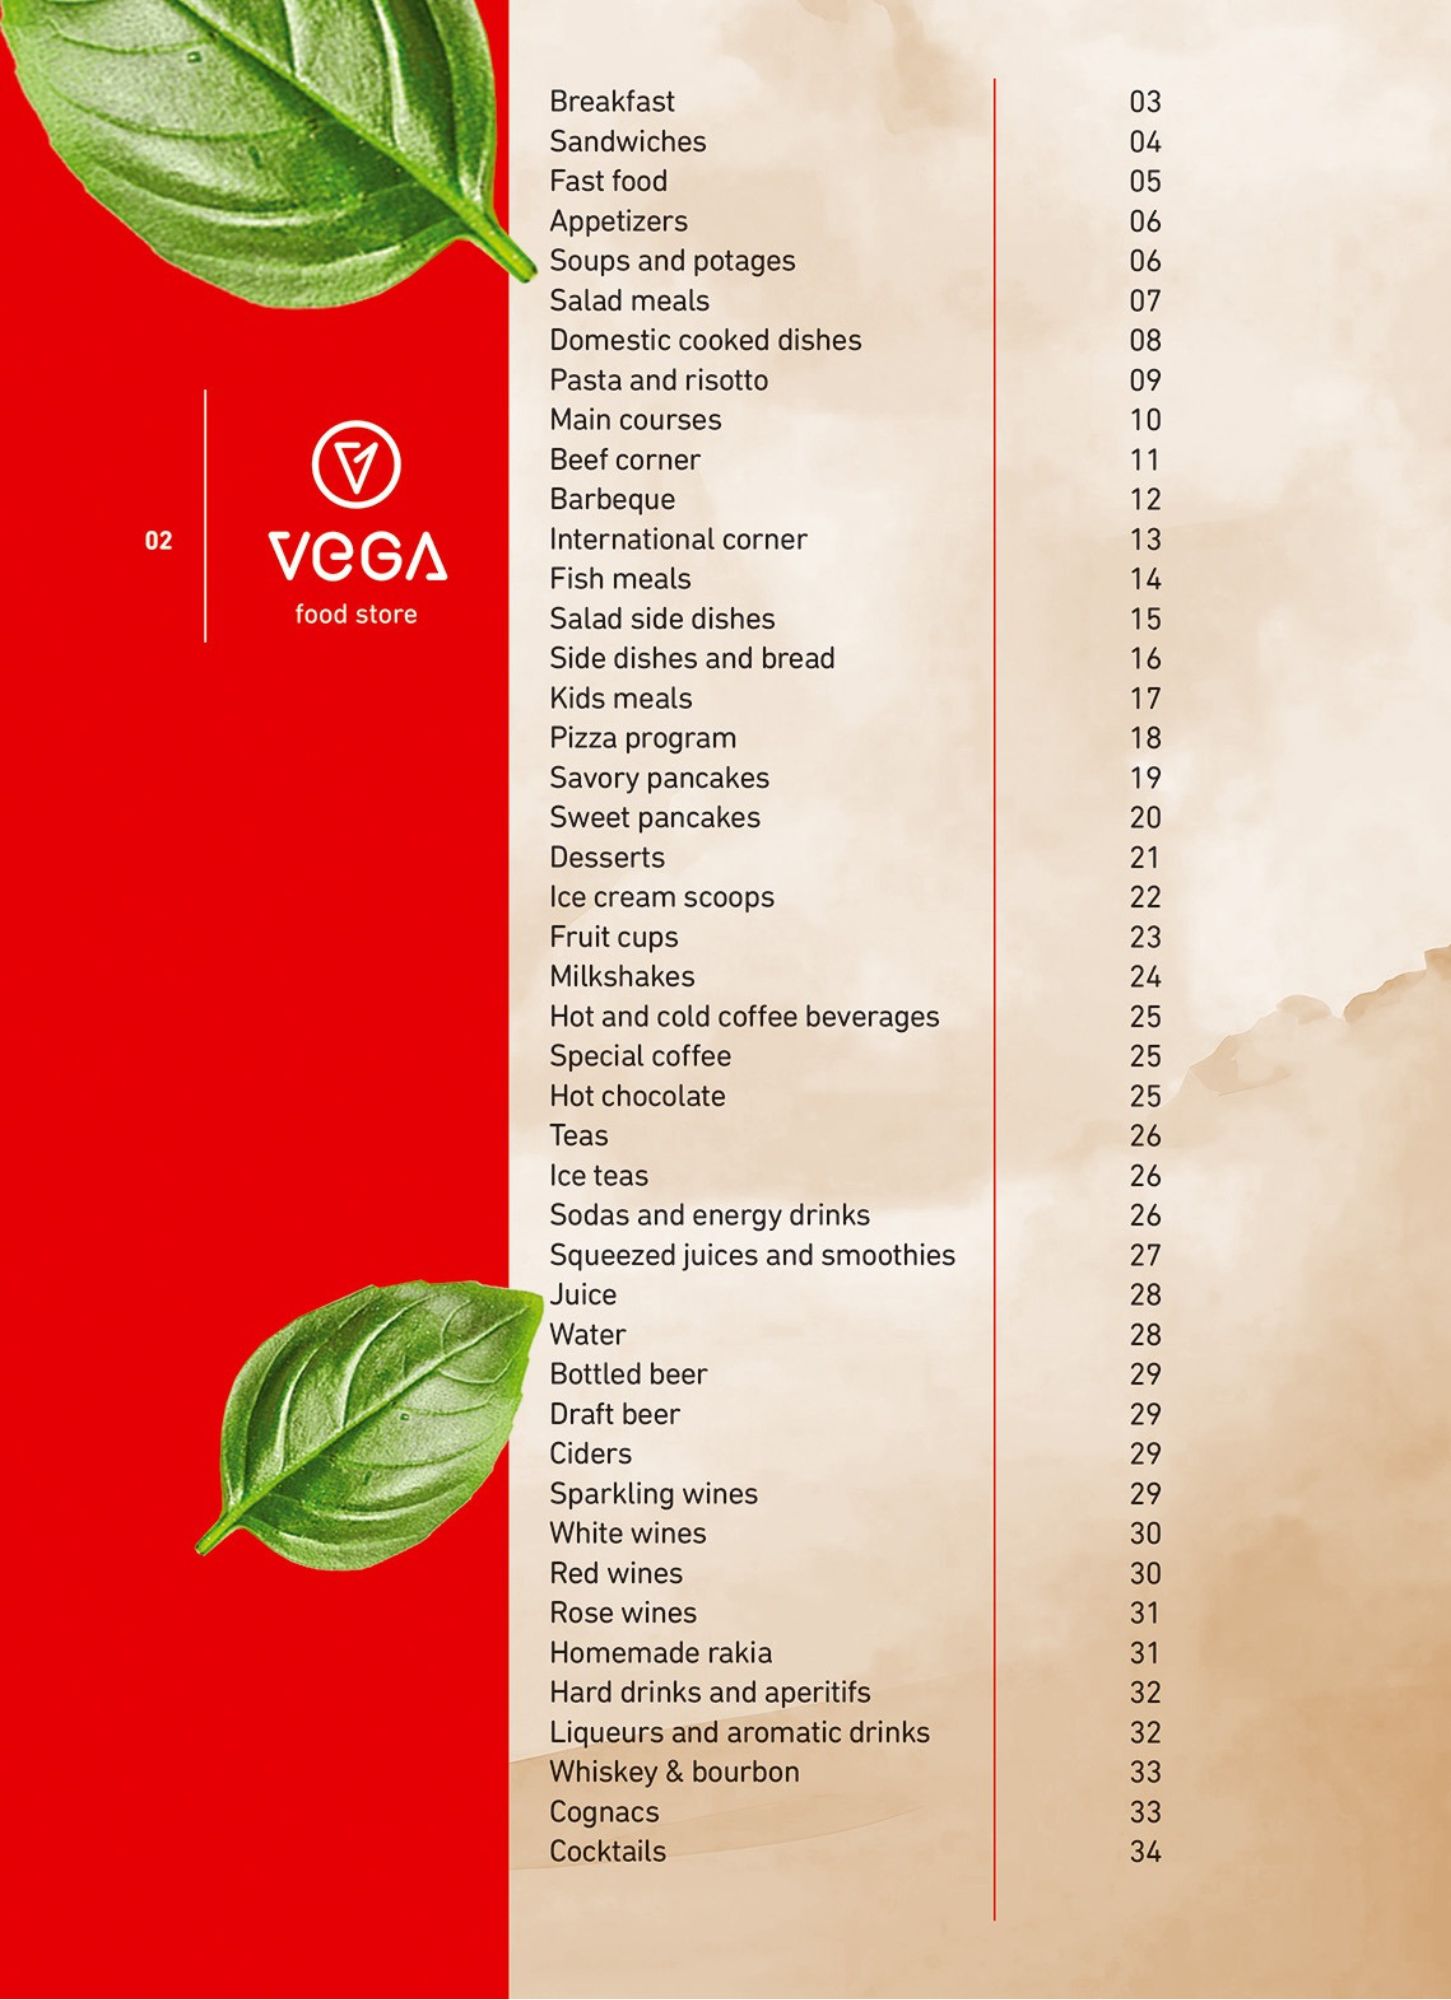 02
VEGA
food store
Breakfast 03
Sandwiches 04
Fast food 05
Appetizers 06
Soups and potages 06
Salad meals 07
Domestic cooked dishes 08
Pasta and risotto 09
Main courses 10
Beef corner 11
Barbeque 12
International corner 13
Fish meals 14
Salad side dishes 15
Side dishes and bread 16
Kids meals 17
Pizza program 18
Savory pancakes 19
Sweet pancakes 20
Desserts 21
Ice cream scoops 22
Fruit cups 23
Milkshakes 24
Hot and cold coffee beverages 25
Special coffee 25
Hot chocolate 25
Teas 26
Ice teas 26
Sodas and energy drinks 26
Squeezed juices and smoothies 27
Juice 28
Water 28
Bottled beer 29
Draft beer 29
Ciders 29
Sparkling wines 29
White wines 30
Red wines 30
Rose wines 31
Homemade rakia 31
Hard drinks and aperitifs 32
Liqueurs and aromatic drinks 32
Whiskey & bourbon 33
Cognacs 33
Cocktails 34